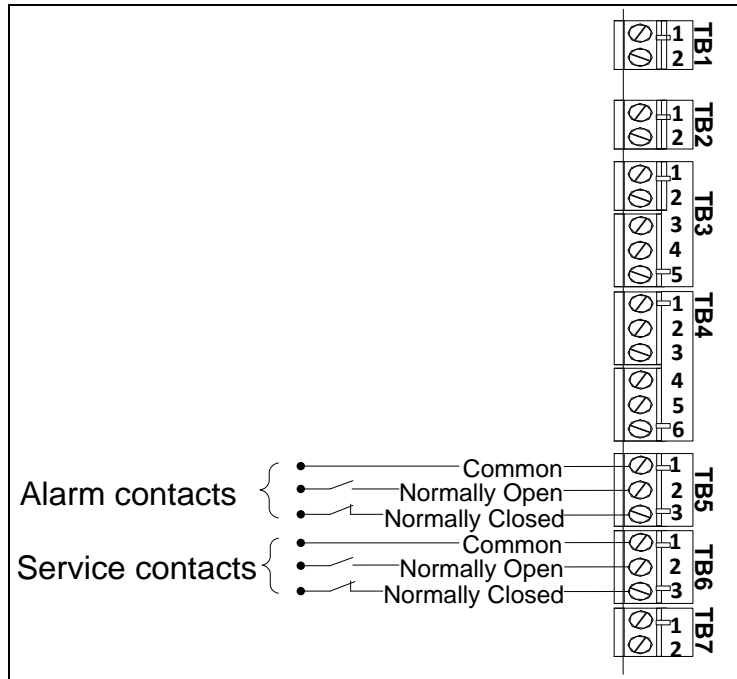 1
2
TB1
1
2
TB2
1
2
3
4
5
TB3
1
2
3
4
5
6
TB4
Alarm contacts
Common
Normally Open
Normally Closed
1
2
3
TB5
Service contacts
Common
Normally Open
Normally Closed
1
2
3
TB6
1
2
TB7